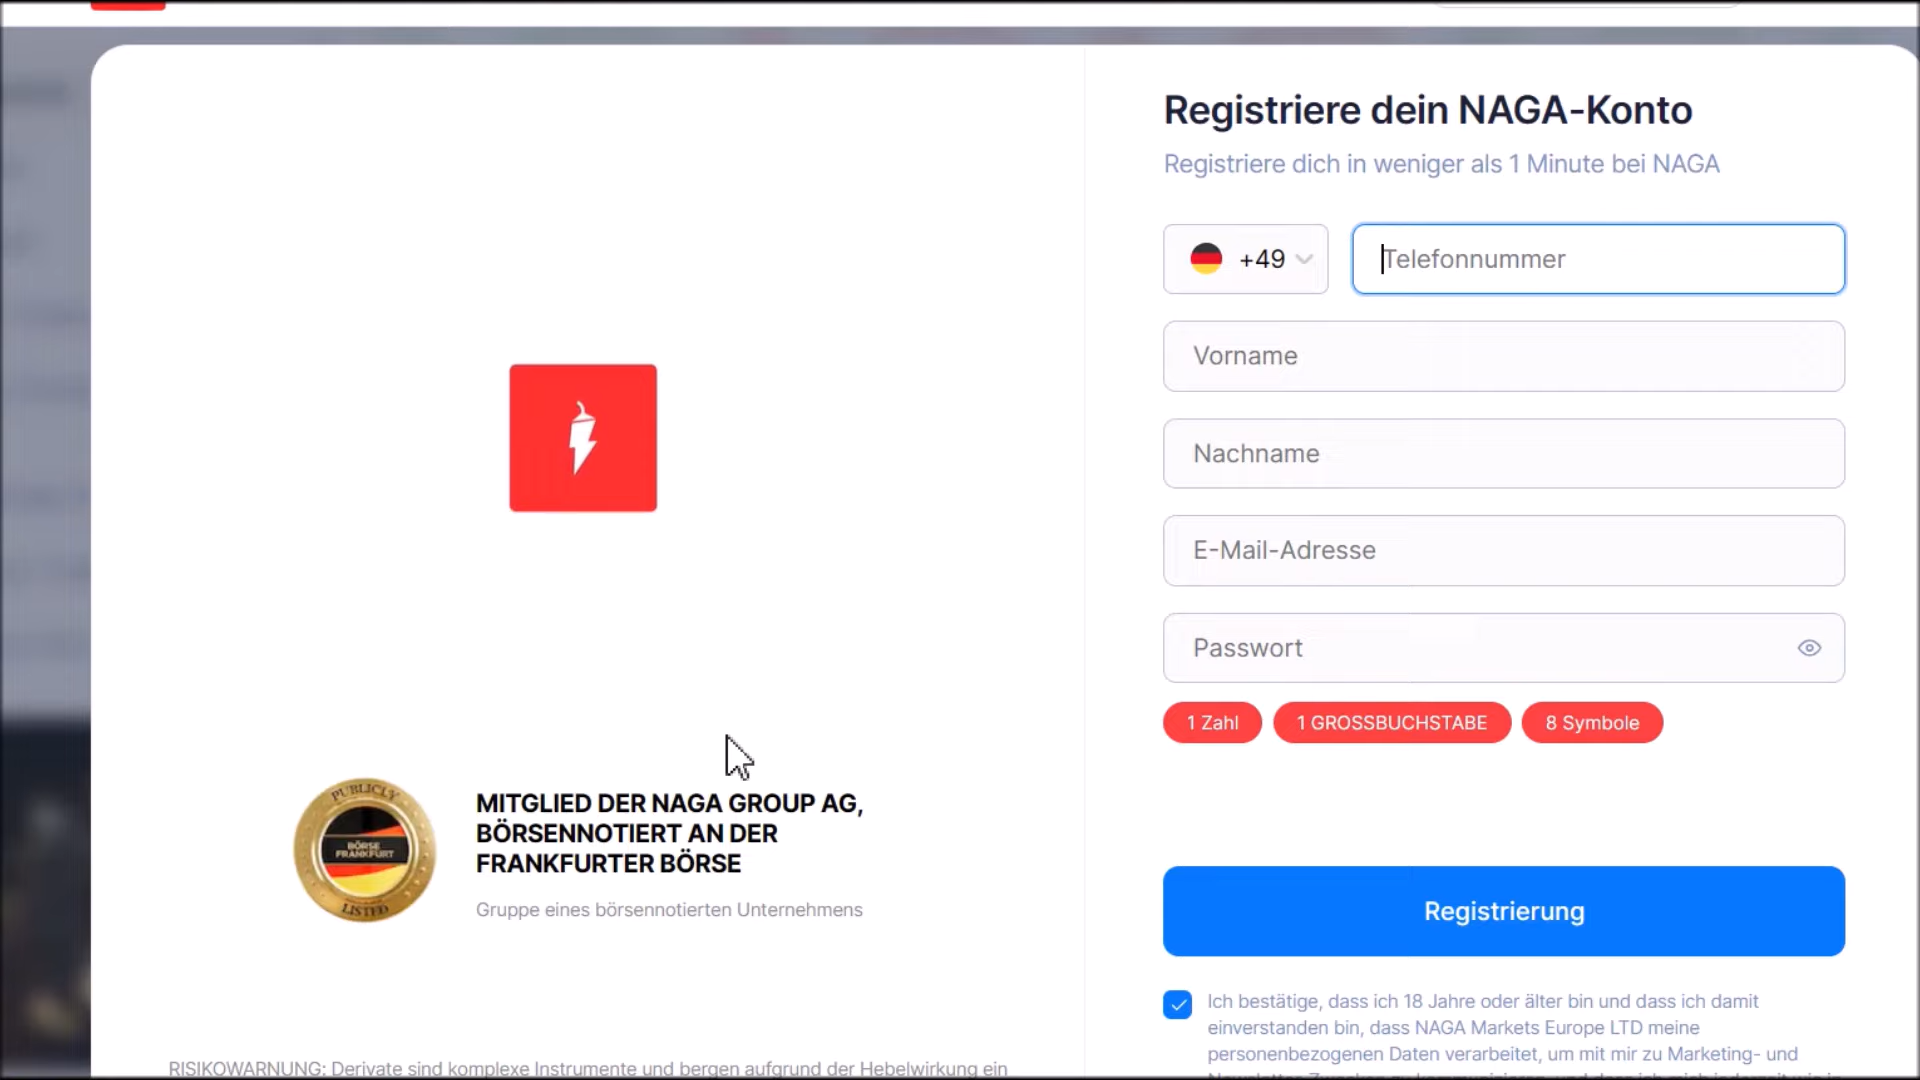 Registriere dein NAGA-Konto
Registriere dich in weniger als 1 Minute bei NAGA
+49
Telefonnummer
Vorname
Nachname
E-Mail-Adresse
Passwort
1 Zahl
1 GROSSBUCHSTABE
8 Symbole
Registrierung
Ich bestätige, dass ich 18 Jahre oder älter bin und dass ich damit
einverstanden bin, dass NAGA Markets Europe LTD meine
personenbezogenen Daten verarbeitet, um mit mir zu Marketing- und
PUBLICLY
BÖRSE
FRANKFURT
LISTED
MITGLIED DER NAGA GROUP AG,
BÖRSENNOTIERT AN DER
FRANKFURTER BÖRSE
Gruppe eines börsennotierten Unternehmens
RISIKOWARNUNG: Derivate sind komplexe Instrumente und bergen aufgrund der Hebelwirkung ein